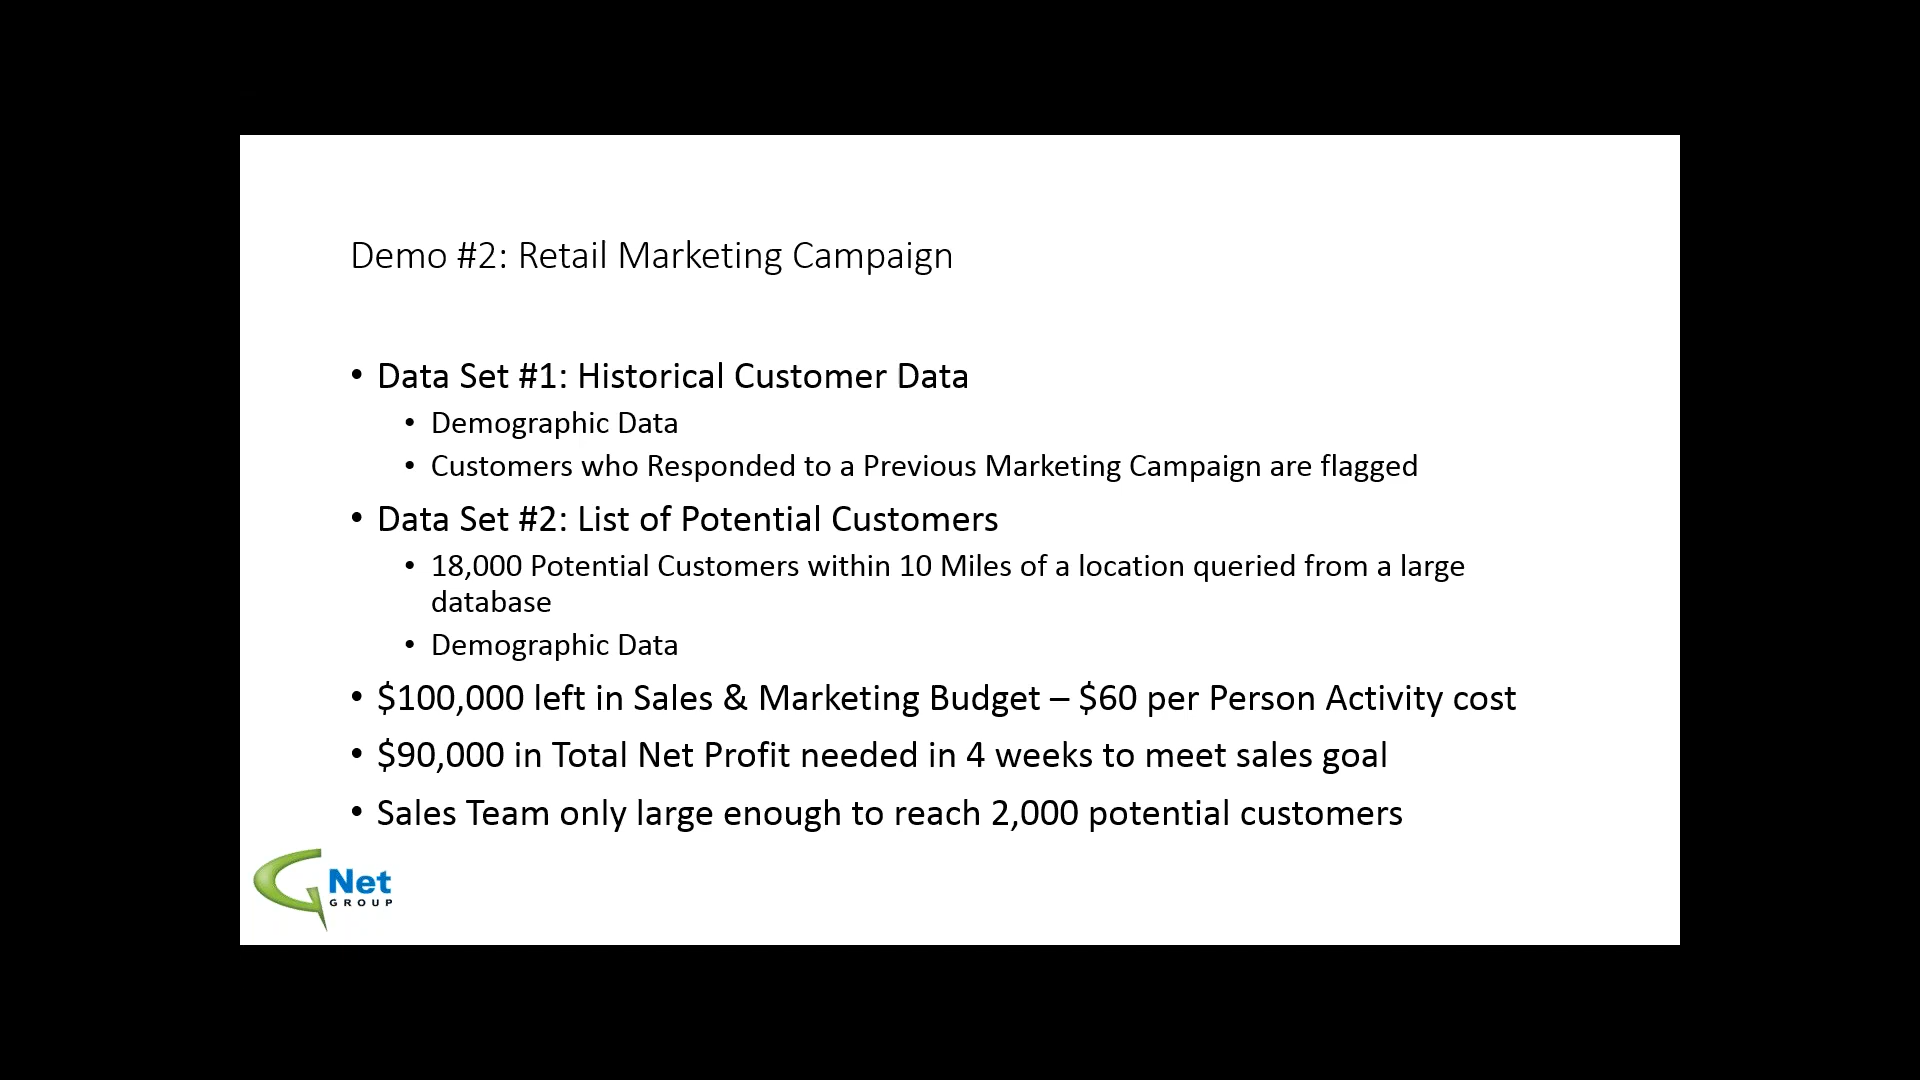 Demo #2: Retail Marketing Campaign
• Data Set #1: Historical Customer Data
• Demographic Data
• Customers who Responded to a Previous Marketing Campaign are flagged
• Data Set #2: List of Potential Customers
• 18,000 Potential Customers within 10 Miles of a location queried from a large
database
• Demographic Data
• $100,000 left in Sales & Marketing Budget – $60 per Person Activity cost
• $90,000 in Total Net Profit needed in 4 weeks to meet sales goal
• Sales Team only large enough to reach 2,000 potential customers
G Net
GROUP